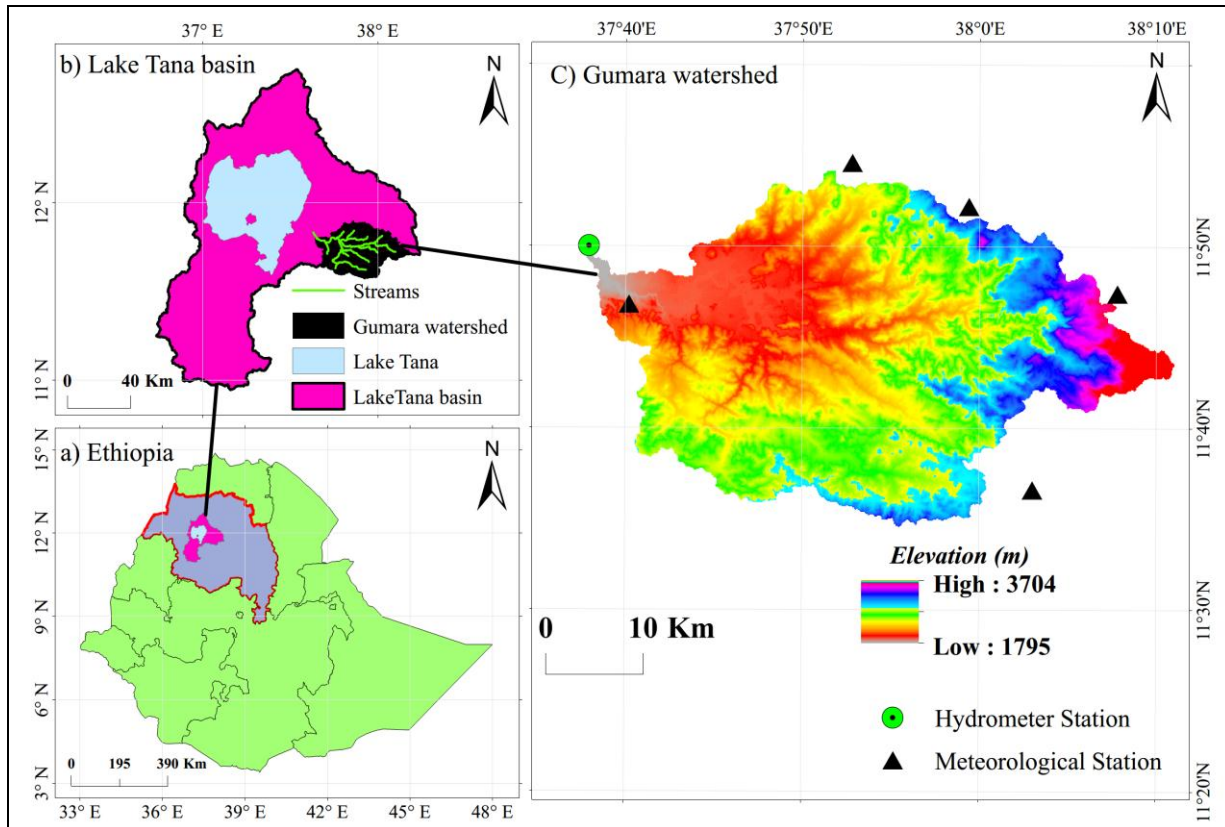 37° E 38° E
b) Lake Tana basin
N
12° N
11° N
Streams
Gumara watershed
Lake Tana
LakeTana basin
0 40 Km
a) Ethiopia
N
15° N
12° N
9° N
6° N
3° N
0 195 390 Km
33° E 36° E 39° E 42° E 45° E 48° E
37°40' E 37°50' E 38°0' E 38°10' E
C) Gumara watershed
N
11°50' N
11°40' N
11°30' N
11°20' N
Elevation (m)
High : 3704
Low : 1795
0 10 Km
Hydrometer Station
Meteorological Station